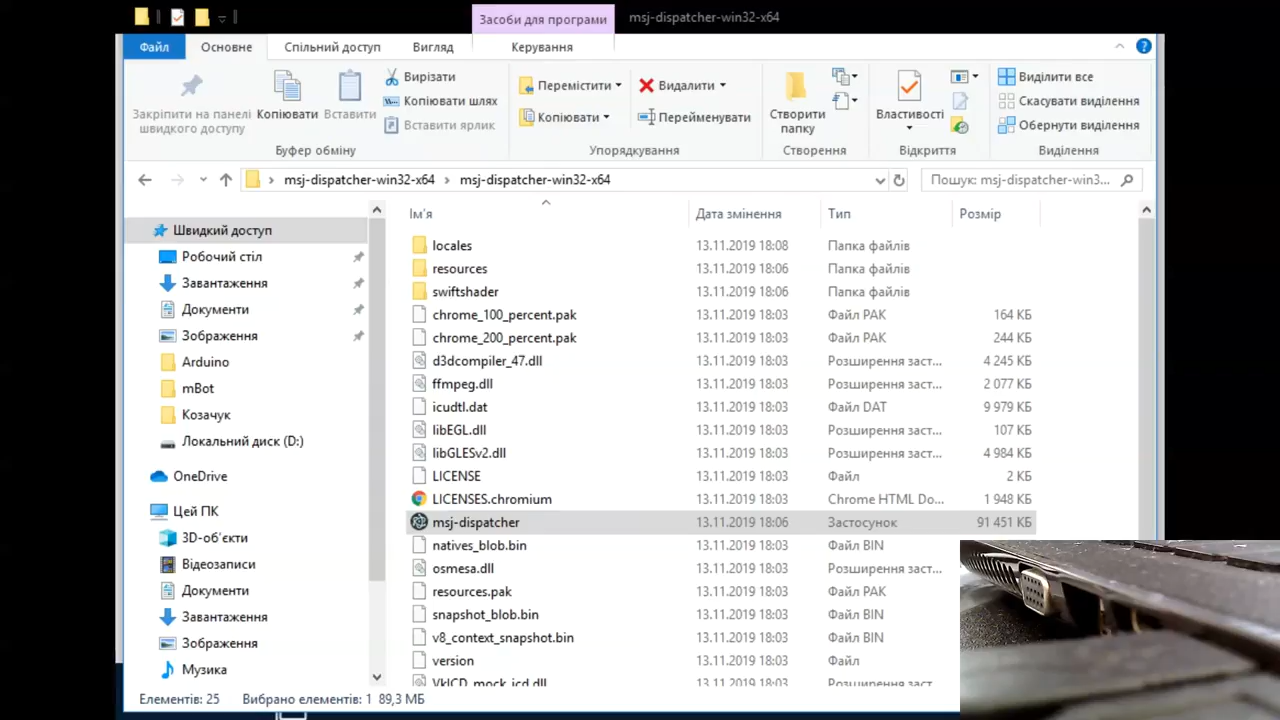 Засоби для програми
msj-dispatcher-win32-x64
Файл
Основне
Спільний доступ
Вигляд
Керування
Закріпити на панелі
швидкого доступу
Копіювати
Вставити
Вирізати
Копіювати шлях
Вставити ярлик
Буфер обміну
Перемістити
Копіювати
Видалити
Перейменувати
Упорядкування
Створити
папку
Створення
Властивості
Відкриття
Виділити все
Скасувати виділення
Обернути виділення
Виділення
msj-dispatcher-win32-x64 › msj-dispatcher-win32-x64
Пошук: msj-dispatcher-win3...
Швидкий доступ
Робочий стіл
Завантаження
Документи
Зображення
Arduino
mBot
Козачук
Локальний диск (D:)
OneDrive
Цей ПК
3D-об'єкти
Відеозаписи
Документи
Завантаження
Зображення
Музика
Ім'я Дата змінення Тип Розмір
locales 13.11.2019 18:08 Папка файлів
resources 13.11.2019 18:06 Папка файлів
swiftshader 13.11.2019 18:06 Папка файлів
chrome_100_percent.pak 13.11.2019 18:03 Файл PAK 164 КБ
chrome_200_percent.pak 13.11.2019 18:03 Файл PAK 244 КБ
d3dcompiler_47.dll 13.11.2019 18:03 Розширення заст... 4 245 КБ
ffmpeg.dll 13.11.2019 18:03 Розширення заст... 2 077 КБ
icudtl.dat 13.11.2019 18:03 Файл DAT 9 979 КБ
libEGL.dll 13.11.2019 18:03 Розширення заст... 107 КБ
libGLESv2.dll 13.11.2019 18:03 Розширення заст... 4 984 КБ
LICENSE 13.11.2019 18:03 Файл 2 КБ
LICENSES.chromium 13.11.2019 18:03 Chrome HTML Do... 1 948 КБ
msj-dispatcher 13.11.2019 18:06 Застосунок 91 451 КБ
natives_blob.bin 13.11.2019 18:03 Файл BIN
osmesa.dll 13.11.2019 18:03 Розширення заст...
resources.pak 13.11.2019 18:03 Файл PAK
snapshot_blob.bin 13.11.2019 18:03 Файл BIN
v8_context_snapshot.bin 13.11.2019 18:03 Файл BIN
version 13.11.2019 18:03 Файл
VkICD_mock_icd.dll 13.11.2019 18:03 Розширення заст...
Елементів: 25 Вибрано елементів: 1 89,3 МБ